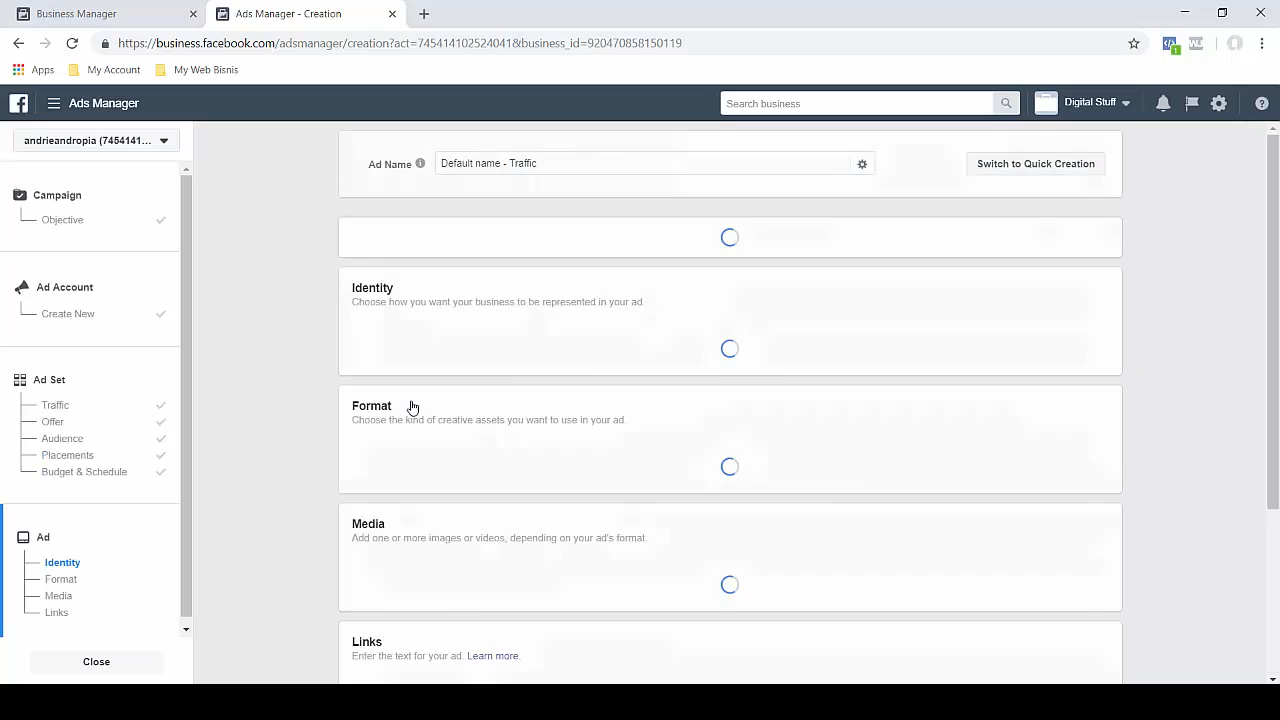 Business Manager
Ads Manager - Creation
https://business.facebook.com/adsmanager/creation?act=745414102524041&business_id=920470858150119
Apps
My Account
My Web Bisnis
Ads Manager
Search business
Digital Stuff
andrieandropia (7454141...
Campaign
Objective
Ad Account
Create New
Ad Set
Traffic
Offer
Audience
Placements
Budget & Schedule
Ad
Identity
Format
Media
Links
Close
Ad Name
Default name - Traffic
Switch to Quick Creation
Identity
Choose how you want your business to be represented in your ad.
Format
Choose the kind of creative assets you want to use in your ad.
Media
Add one or more images or videos, depending on your ad's format.
Links
Enter the text for your ad. Learn more.